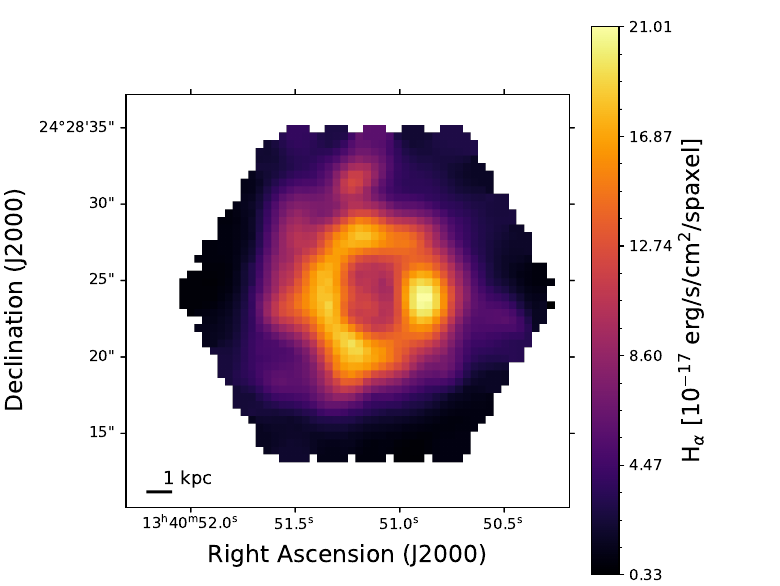 Declination (J2000)
24°28'35"
30"
25"
20"
15"
1 kpc
13ʰ40ᵐ52.0ˢ 51.5ˢ 51.0ˢ 50.5ˢ
Right Ascension (J2000)
21.01
16.87
12.74
8.60
4.47
0.33
Hα [10⁻¹⁷ erg/s/cm²/spaxel]